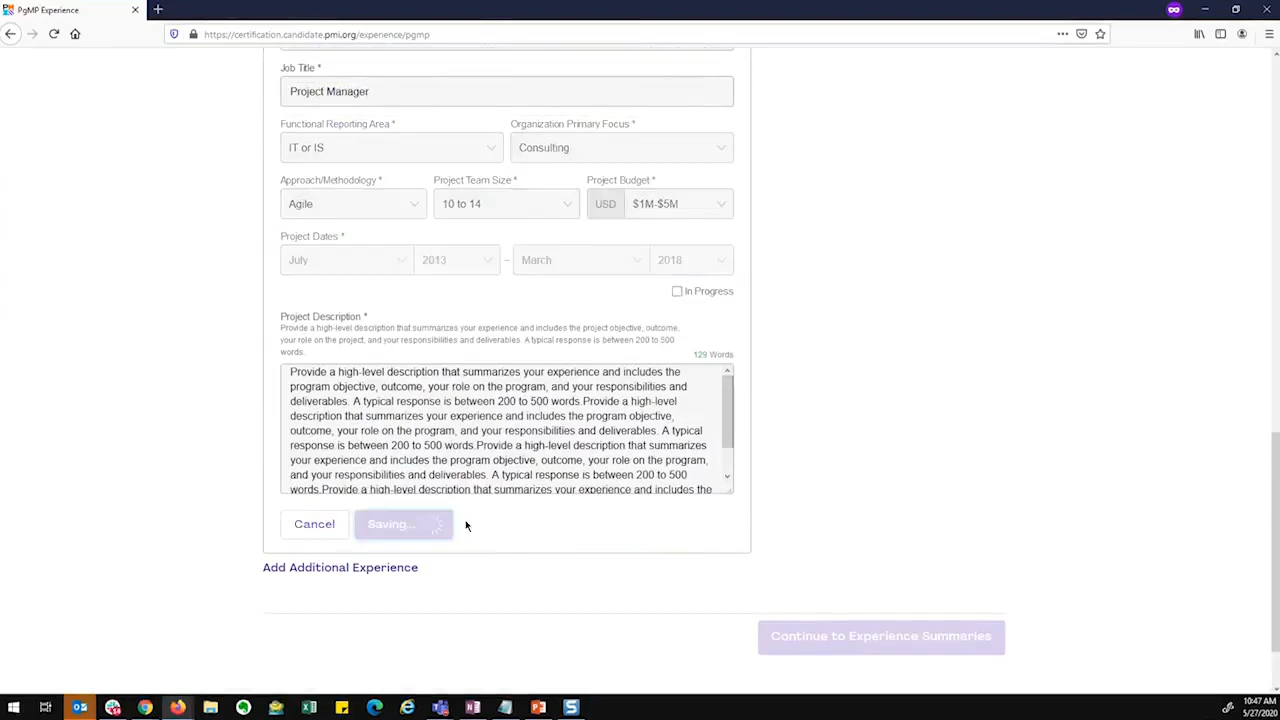 PgMP Experience
https://certification.candidate.pmi.org/experience/pgmp
Job Title *
Project Manager
Functional Reporting Area *
Organization Primary Focus *
IT or IS
Consulting
Approach/Methodology *
Project Team Size *
Project Budget *
Agile
10 to 14
USD
$1M-$5M
Project Dates *
July
2013
–
March
2018
In Progress
Project Description *
Provide a high-level description that summarizes your experience and includes the project objective, outcome,
your role on the project, and your responsibilities and deliverables. A typical response is between 200 to 500
words.
129 Words
Provide a high-level description that summarizes your experience and includes the
program objective, outcome, your role on the program, and your responsibilities and
deliverables. A typical response is between 200 to 500 words.Provide a high-level
description that summarizes your experience and includes the program objective,
outcome, your role on the program, and your responsibilities and deliverables. A typical
response is between 200 to 500 words.Provide a high-level description that summarizes
your experience and includes the program objective, outcome, your role on the program,
and your responsibilities and deliverables. A typical response is between 200 to 500
words.Provide a high-level description that summarizes your experience and includes the
Cancel
Saving...
Add Additional Experience
Continue to Experience Summaries
10:47 AM
5/27/2020